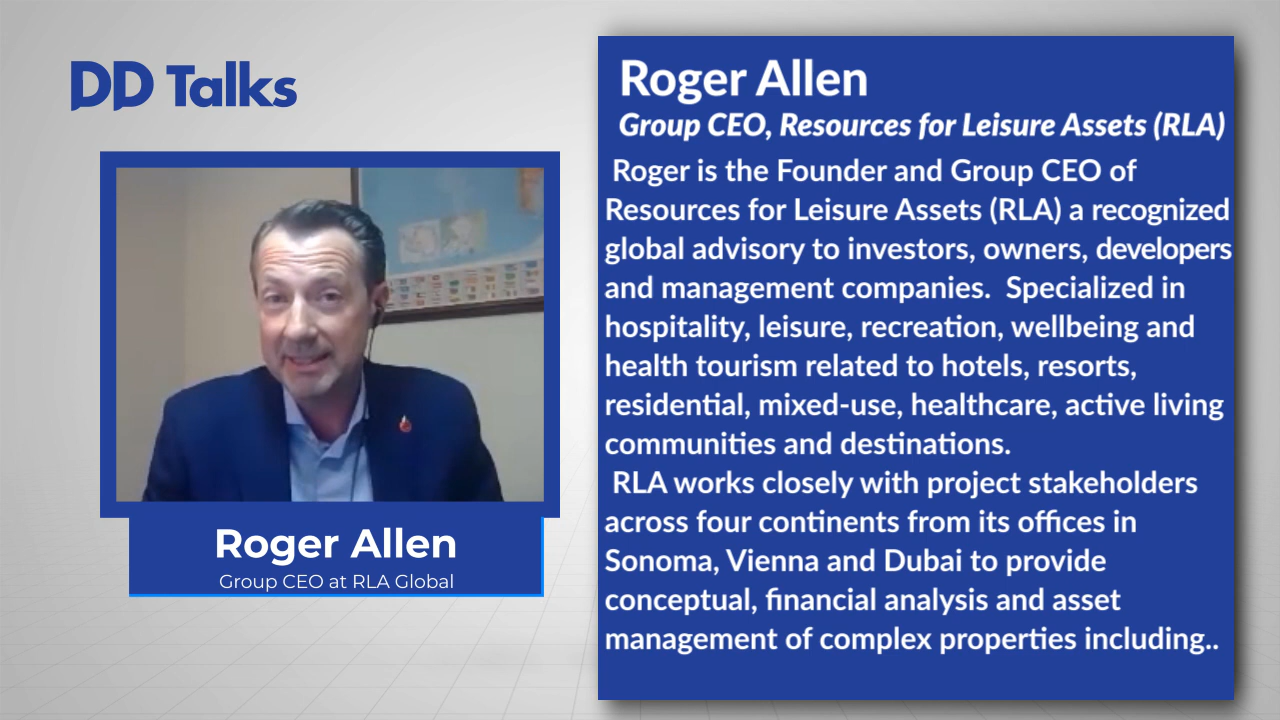 DD Talks
Roger Allen
Group CEO at RLA Global
Roger Allen
Group CEO, Resources for Leisure Assets (RLA)
Roger is the Founder and Group CEO of
Resources for Leisure Assets (RLA) a recognized
global advisory to investors, owners, developers
and management companies.  Specialized in
hospitality, leisure, recreation, wellbeing and
health tourism related to hotels, resorts,
residential, mixed-use, healthcare, active living
communities and destinations.
RLA works closely with project stakeholders
across four continents from its offices in
Sonoma, Vienna and Dubai to provide
conceptual, financial analysis and asset
management of complex properties including..